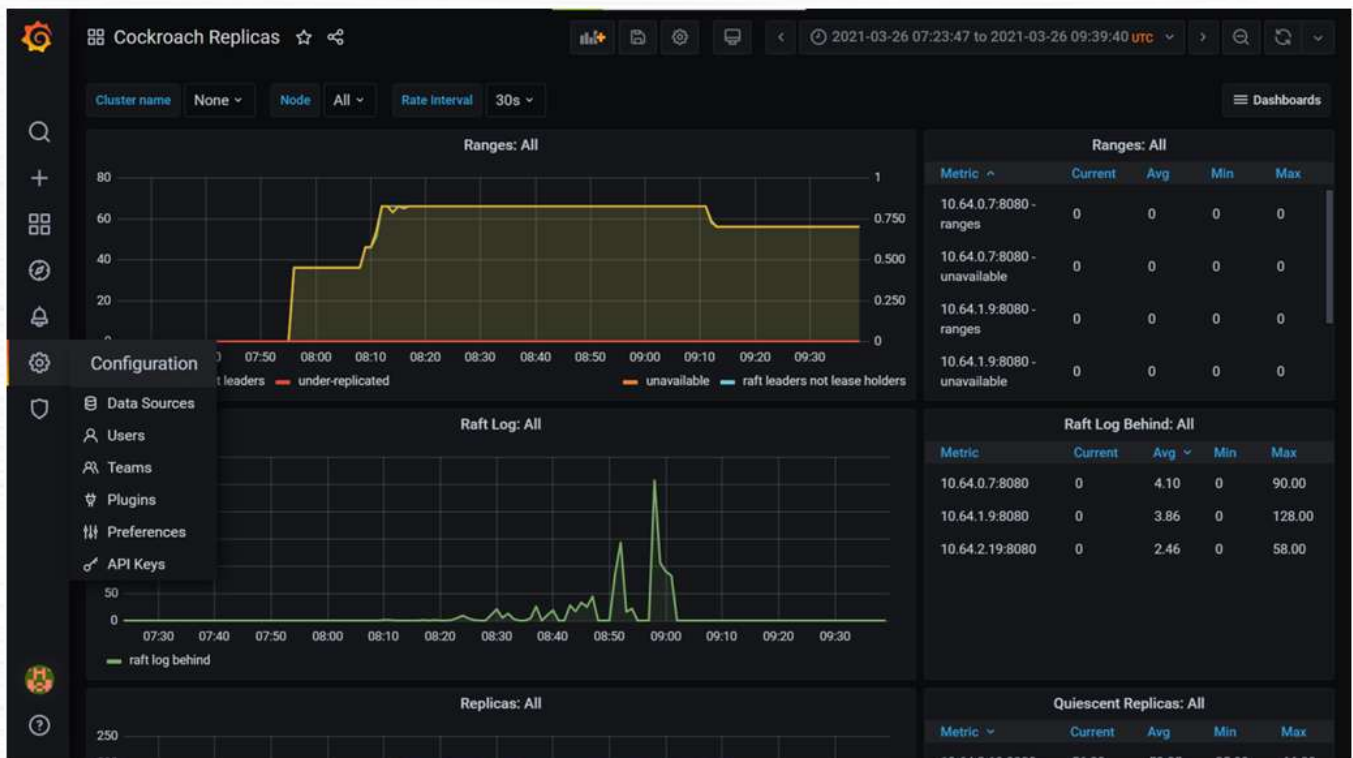 Cockroach Replicas
2021-03-26 07:23:47 to 2021-03-26 09:39:40 UTC
Cluster name None Node All Rate interval 30s
Dashboards
Ranges: All
80
60
40
20
1
0.750
0.500
0.250
0
07:50 08:00 08:10 08:20 08:30 08:40 08:50 09:00 09:10 09:20 09:30
t leaders under-replicated unavailable raft leaders not lease holders
Ranges: All
Metric Current Avg Min Max
10.64.0.7:8080 - ranges 0 0 0 0
10.64.0.7:8080 - unavailable 0 0 0 0
10.64.1.9:8080 - ranges 0 0 0 0
10.64.1.9:8080 - unavailable 0 0 0 0
Configuration
Data Sources
Users
Teams
Plugins
Preferences
API Keys
Raft Log: All
50
0
07:30 07:40 07:50 08:00 08:10 08:20 08:30 08:40 08:50 09:00 09:10 09:20 09:30
raft log behind
Raft Log Behind: All
Metric Current Avg Min Max
10.64.0.7:8080 0 4.10 0 90.00
10.64.1.9:8080 0 3.86 0 128.00
10.64.2.19:8080 0 2.46 0 58.00
Replicas: All
250
Quiescent Replicas: All
Metric Current Avg Min Max